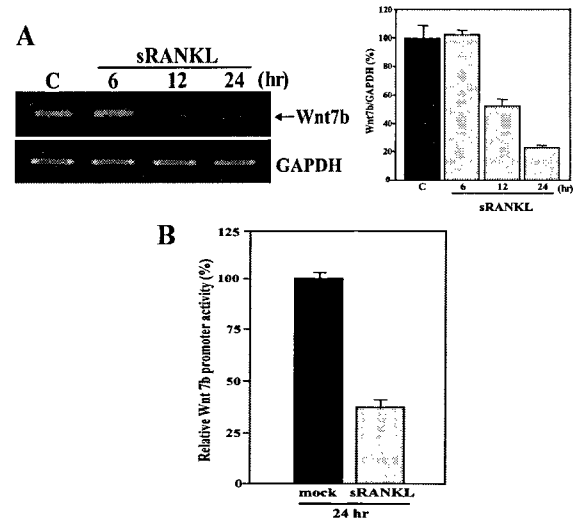 A
sRANKL
C 6 12 24 (hr)
←Wnt7b
GAPDH
Wnt7b/GAPDH (%)
140
120
100
80
60
40
20
0
C 6 12 24 (hr)
sRANKL
B
Relative Wnt 7b promoter activity (%)
125
100
75
50
25
0
mock sRANKL
24 hr